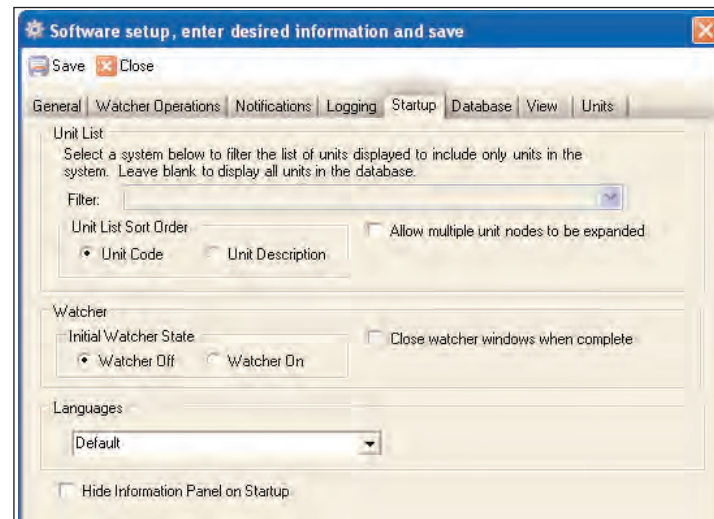 Software setup, enter desired information and save
Save Close
General Watcher Operations Notifications Logging Startup Database View Units
Unit List
Select a system below to filter the list of units displayed to include only units in the
system. Leave blank to display all units in the database.
Filter:
Unit List Sort Order
Allow multiple unit nodes to be expanded
Unit Code Unit Description
Watcher
Initial Watcher State
Close watcher windows when complete
Watcher Off Watcher On
Languages
Default
Hide Information Panel on Startup